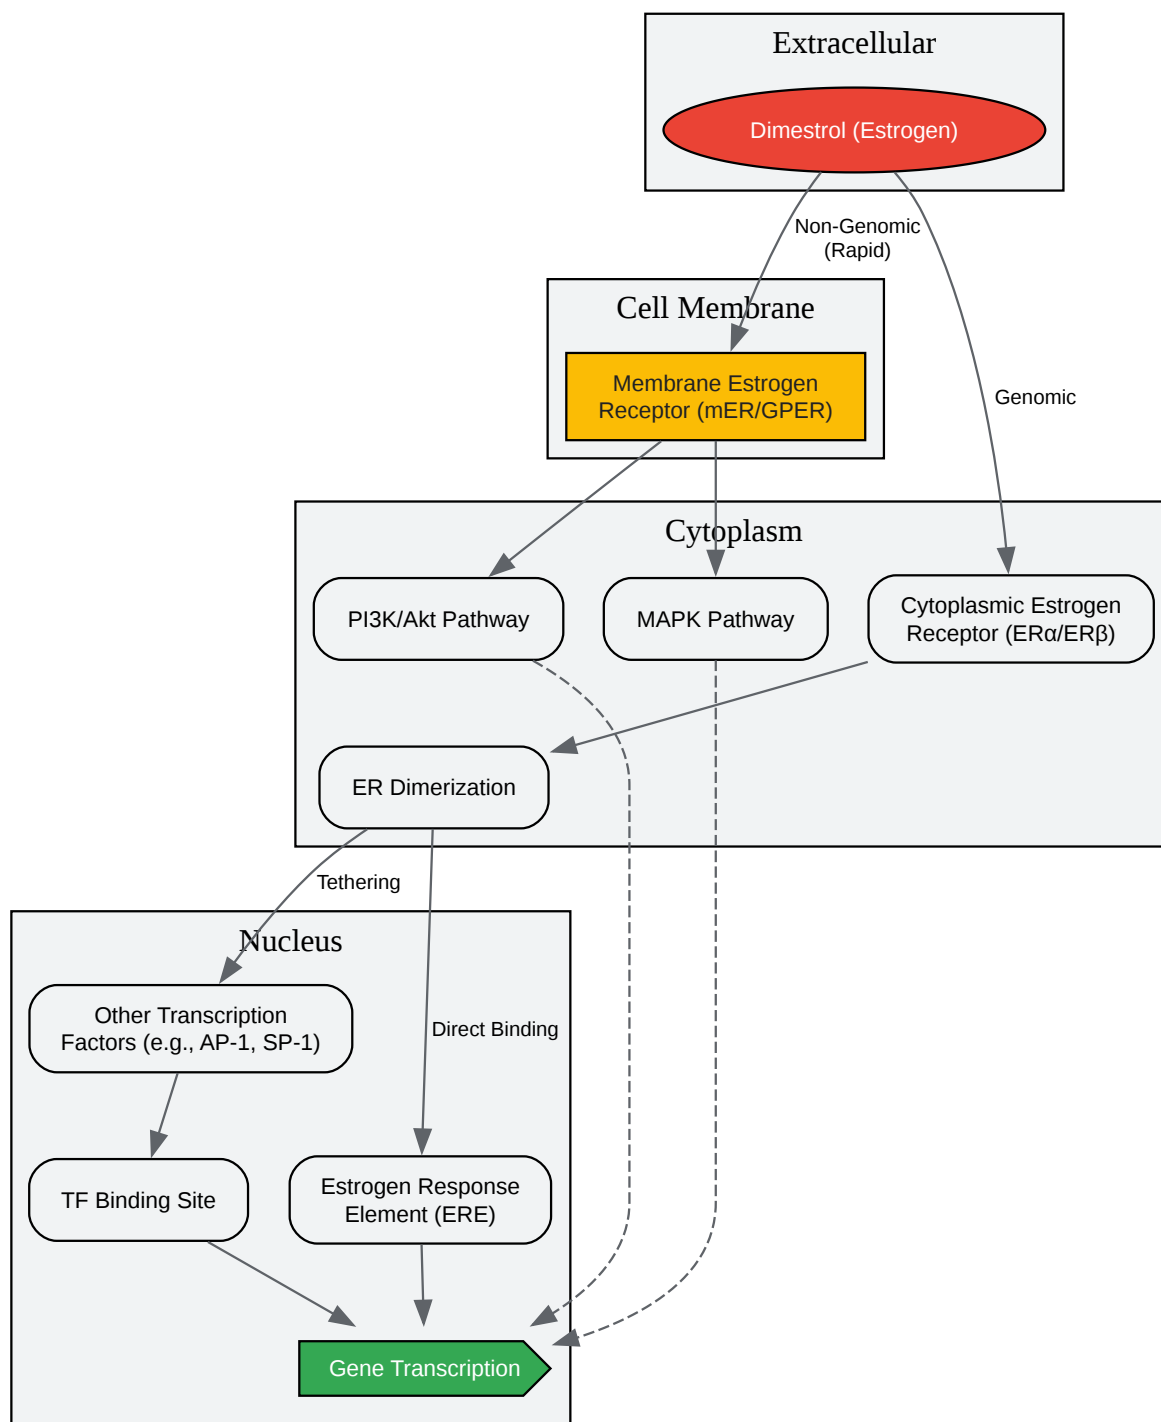 Extracellular
Dimestrol (Estrogen)
Non-Genomic
(Rapid)
Cell Membrane
Membrane Estrogen
Receptor (mER/GPER)
Genomic
Cytoplasm
PI3K/Akt Pathway
MAPK Pathway
Cytoplasmic Estrogen
Receptor (ERα/ERβ)
ER Dimerization
Tethering
Nucleus
Other Transcription
Factors (e.g., AP-1, SP-1)
Direct Binding
TF Binding Site
Estrogen Response
Element (ERE)
Gene Transcription